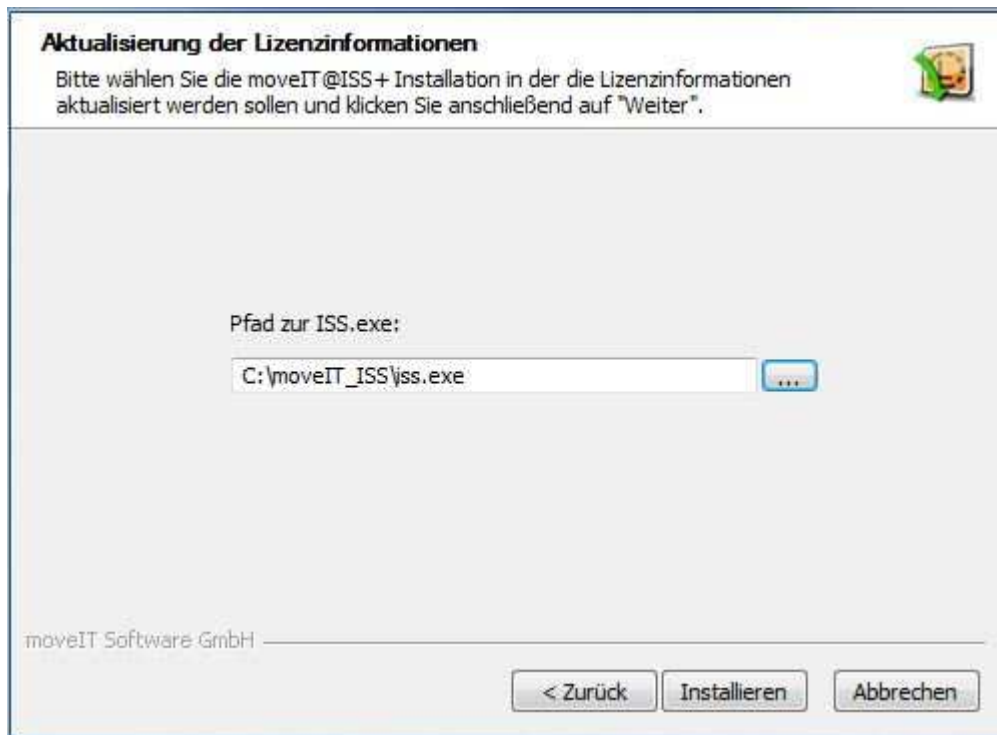 Aktualisierung der Lizenzinformationen
Bitte wählen Sie die moveIT@ISS+ Installation in der die Lizenzinformationen
aktualisiert werden sollen und klicken Sie anschließend auf "Weiter".
Pfad zur ISS.exe:
C:\moveIT_ISS\iss.exe
...
moveIT Software GmbH
< Zurück
Installieren
Abbrechen